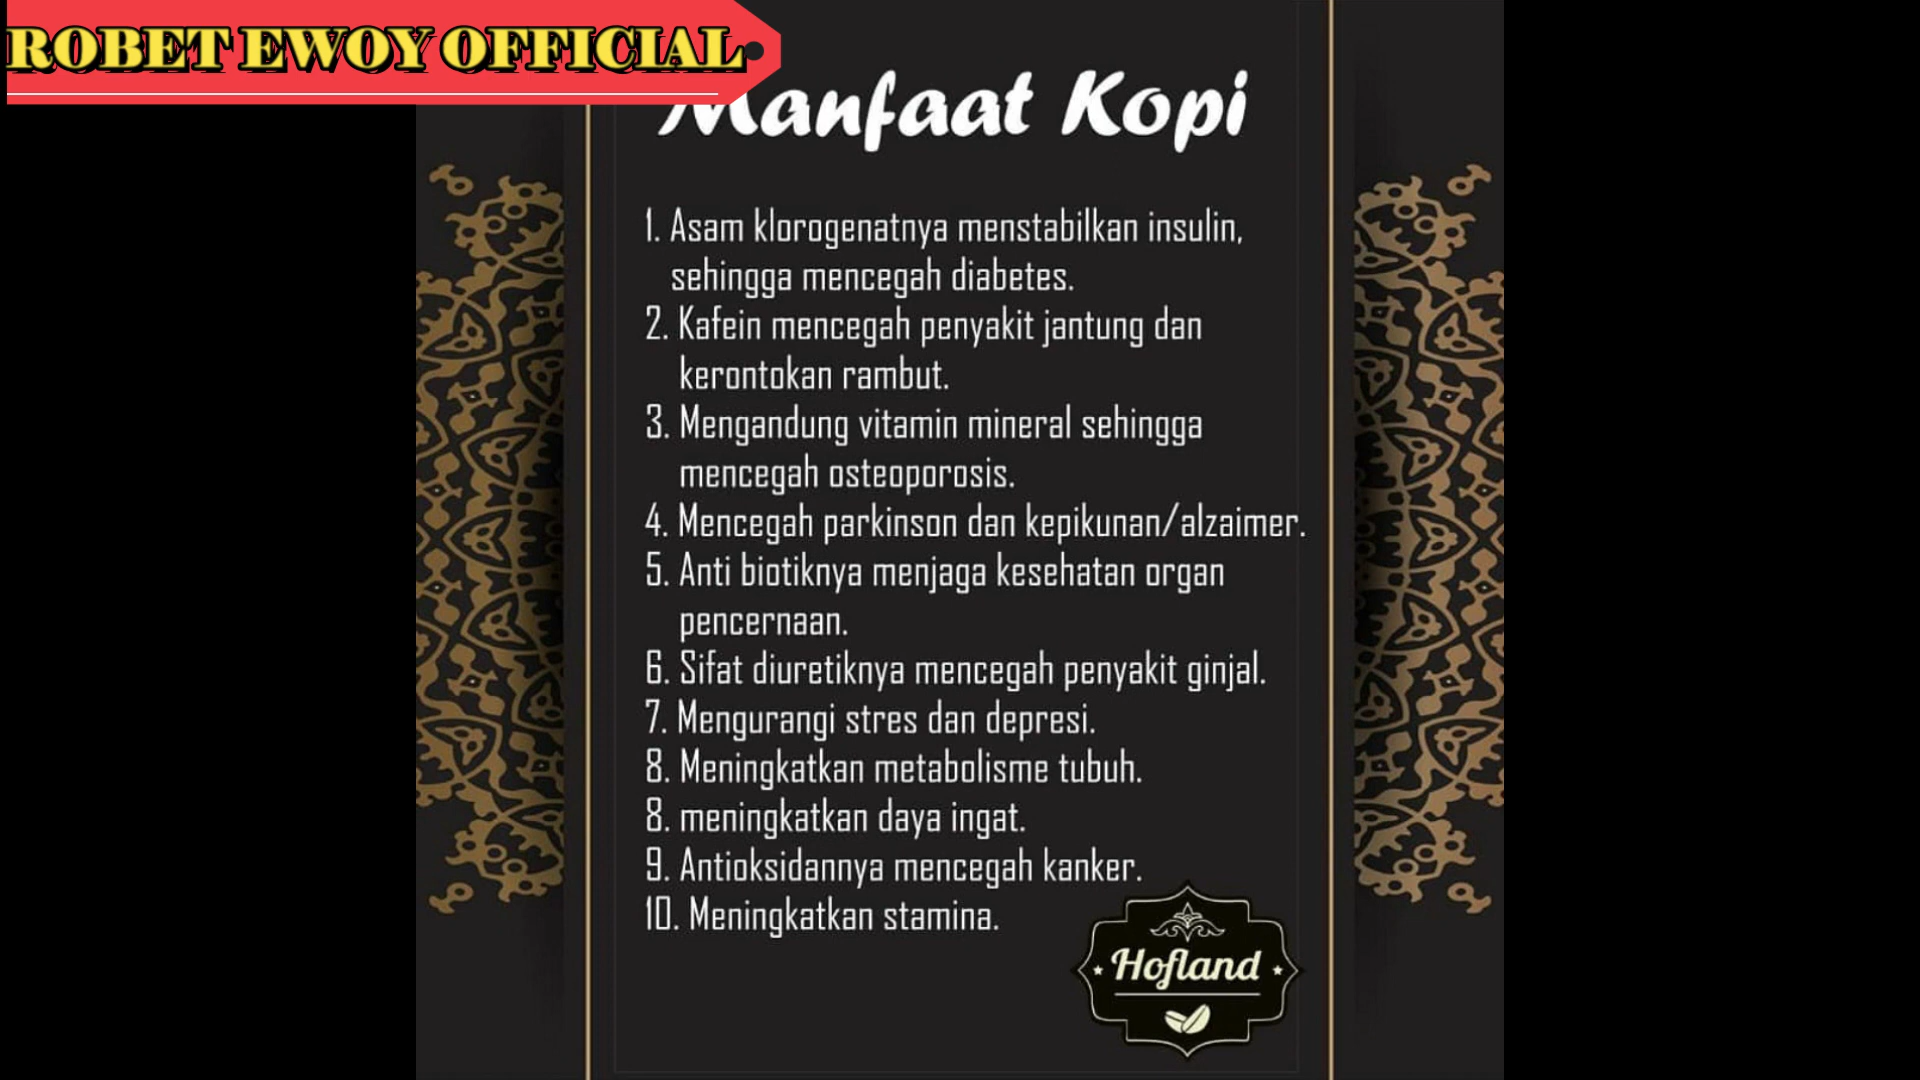 ROBET EWOY OFFICIAL
Manfaat Kopi
1. Asam klorogenatnya menstabilkan insulin,
sehingga mencegah diabetes.
2. Kafein mencegah penyakit jantung dan
kerontokan rambut.
3. Mengandung vitamin mineral sehingga
mencegah osteoporosis.
4. Mencegah parkinson dan kepikunan/alzaimer.
5. Anti biotiknya menjaga kesehatan organ
pencernaan.
6. Sifat diuretiknya mencegah penyakit ginjal.
7. Mengurangi stres dan depresi.
8. Meningkatkan metabolisme tubuh.
8. meningkatkan daya ingat.
9. Antioksidannya mencegah kanker.
10. Meningkatkan stamina.
Hofland